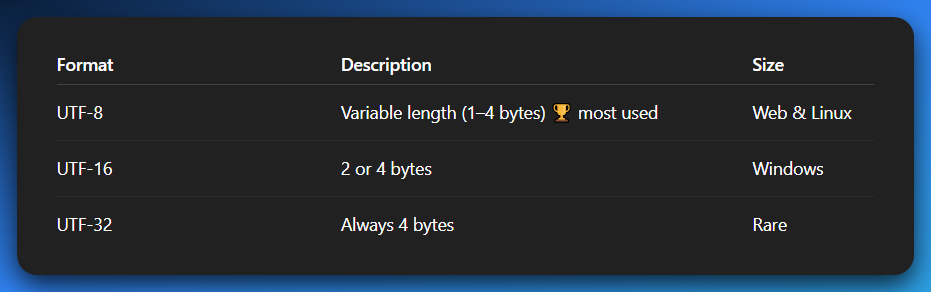 Format Description Size
UTF-8 Variable length (1–4 bytes) 🏆 most used Web & Linux
UTF-16 2 or 4 bytes Windows
UTF-32 Always 4 bytes Rare